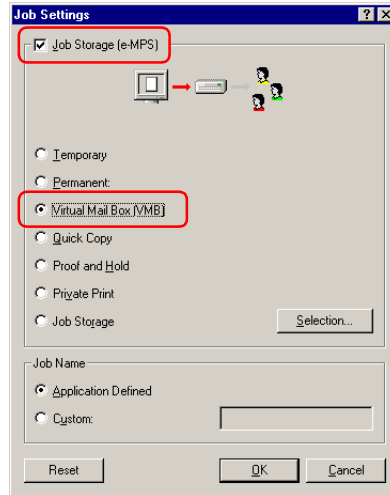 Job Settings
Job Storage (e-MPS)
Temporary
Permanent:
Virtual Mail Box (VMB)
Quick Copy
Proof and Hold
Private Print
Job Storage
Selection...
Job Name
Application Defined
Custom:
Reset
OK
Cancel